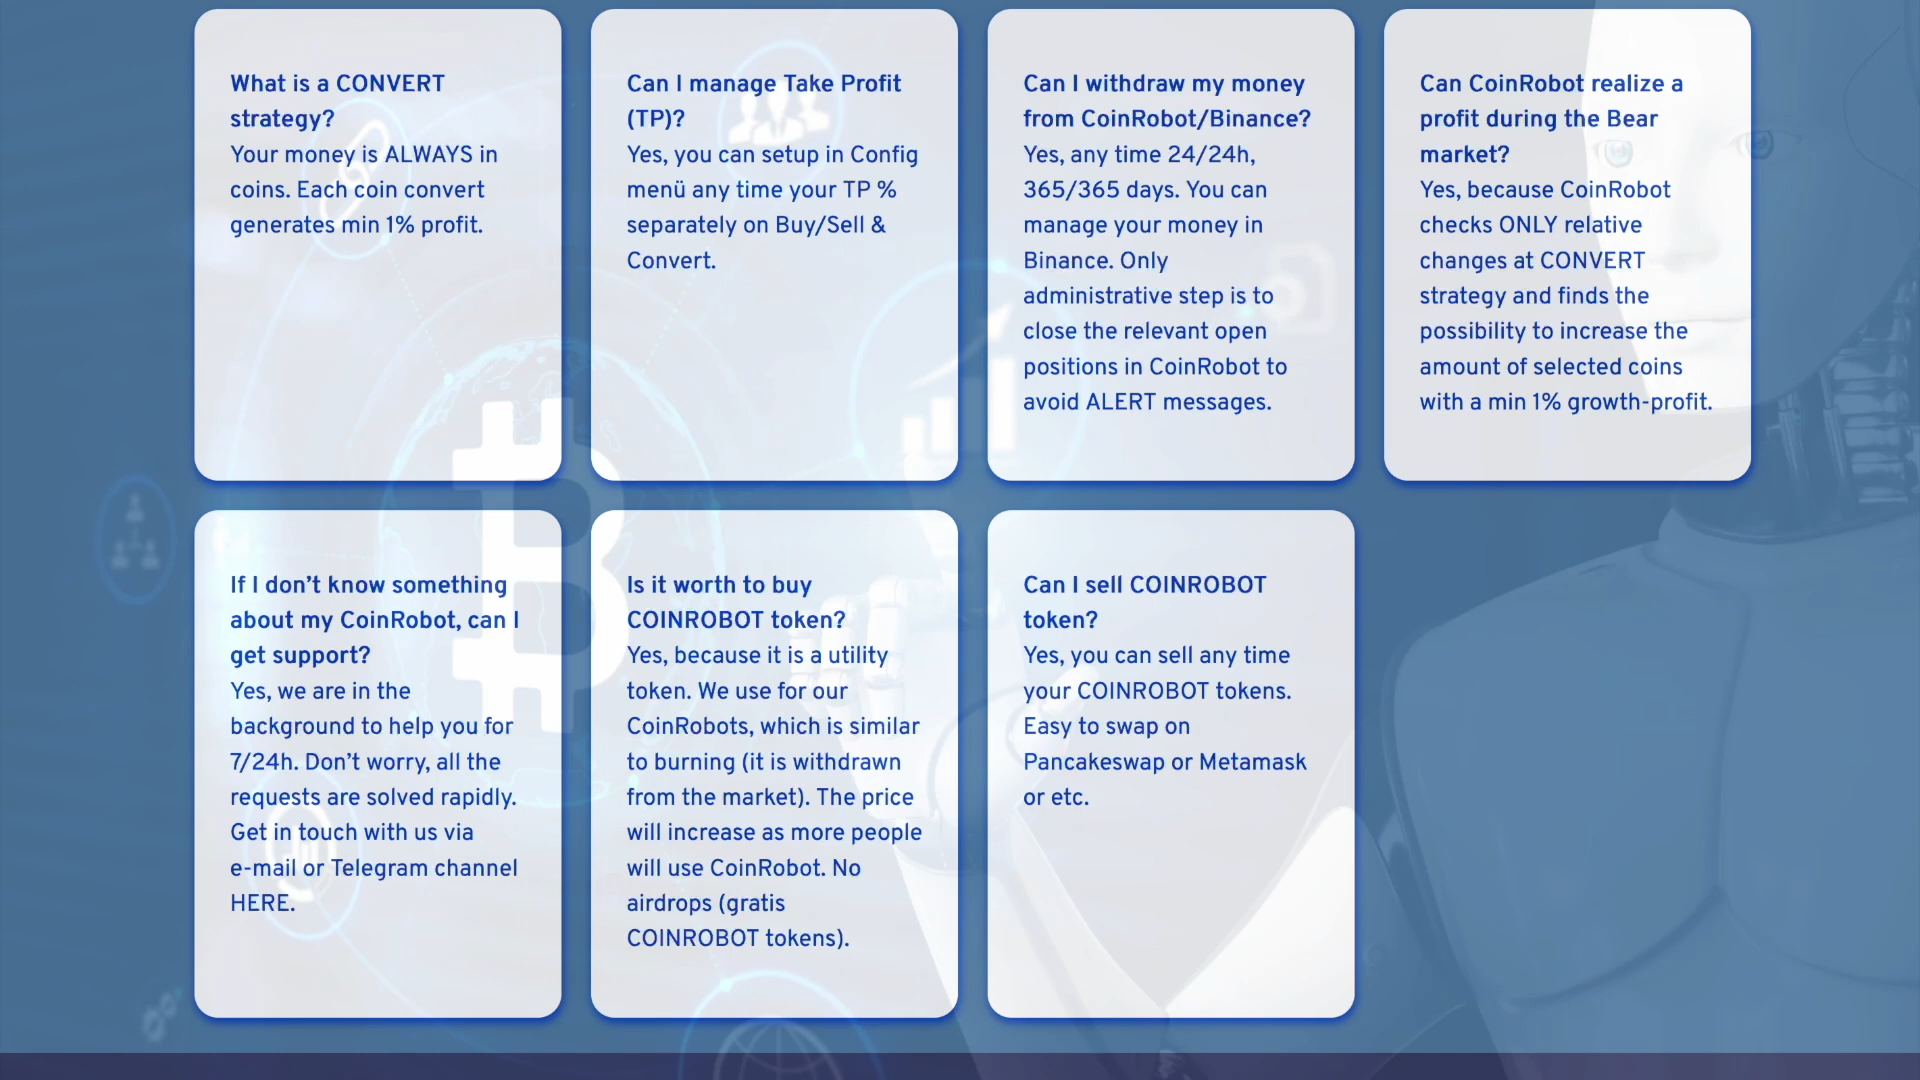 What is a CONVERT
strategy?
Your money is ALWAYS in
coins. Each coin convert
generates min 1% profit.
Can I manage Take Profit
(TP)?
Yes, you can setup in Config
menü any time your TP %
separately on Buy/Sell &
Convert.
Can I withdraw my money
from CoinRobot/Binance?
Yes, any time 24/24h,
365/365 days. You can
manage your money in
Binance. Only
administrative step is to
close the relevant open
positions in CoinRobot to
avoid ALERT messages.
Can CoinRobot realize a
profit during the Bear
market?
Yes, because CoinRobot
checks ONLY relative
changes at CONVERT
strategy and finds the
possibility to increase the
amount of selected coins
with a min 1% growth-profit.
If I don’t know something
about my CoinRobot, can I
get support?
Yes, we are in the
background to help you for
7/24h. Don’t worry, all the
requests are solved rapidly.
Get in touch with us via
e-mail or Telegram channel
HERE.
Is it worth to buy
COINROBOT token?
Yes, because it is a utility
token. We use for our
CoinRobots, which is similar
to burning (it is withdrawn
from the market). The price
will increase as more people
will use CoinRobot. No
airdrops (gratis
COINROBOT tokens).
Can I sell COINROBOT
token?
Yes, you can sell any time
your COINROBOT tokens.
Easy to swap on
Pancakeswap or Metamask
or etc.